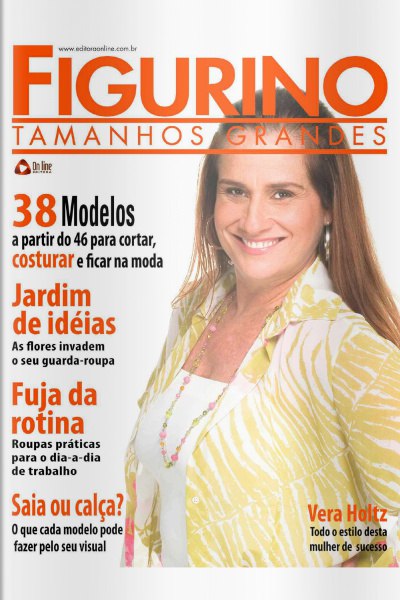 www.editoraonline.com.br
FIGURINO
TAMANHOS GRANDES
On line
EDITORA
38 Modelos
a partir do 46 para cortar,
costurar e ficar na moda
Jardim
de idéias
As flores invadem
o seu guarda-roupa
Fuja da
rotina
Roupas práticas
para o dia-a-dia
de trabalho
Saia ou calça?
O que cada modelo pode
fazer pelo seu visual
Vera Holtz
Todo o estilo desta
mulher de sucesso